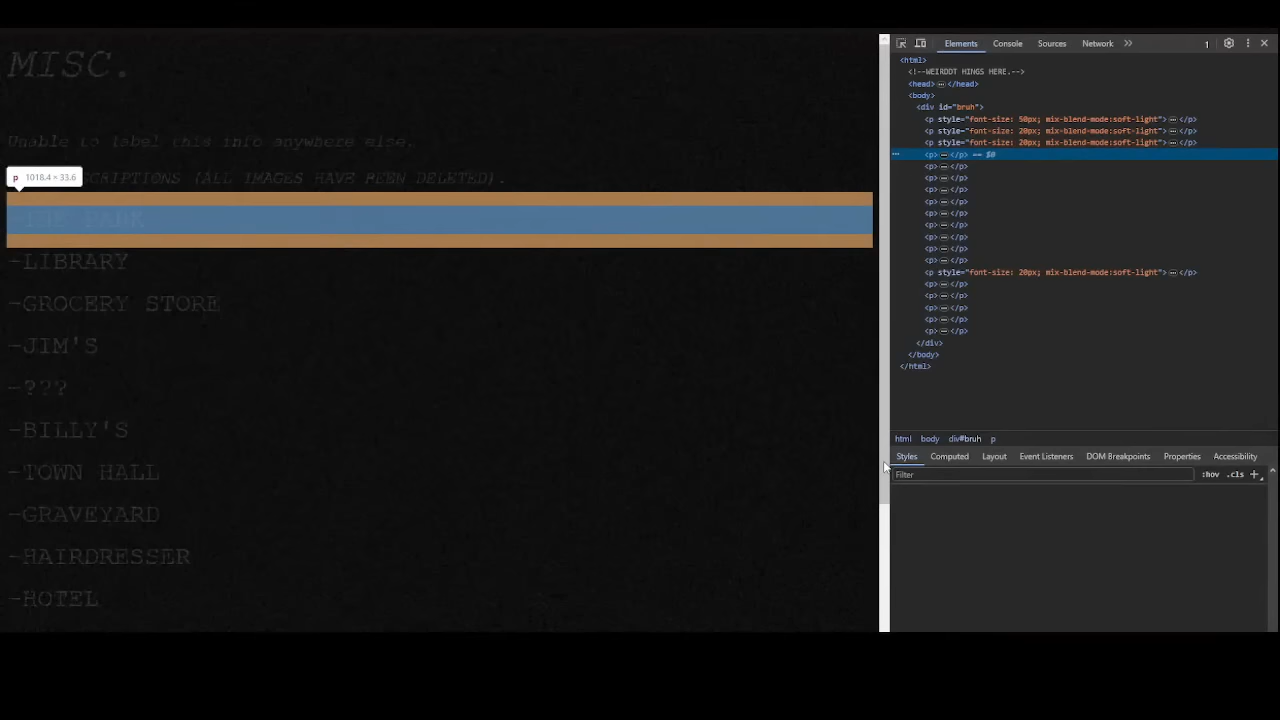 MISC.
Unable to label this info anywhere else.
SCRIPTIONS (ALL IMAGES HAVE BEEN DELETED).
p 1018.4 × 33.6
-THE PARK
-LIBRARY
-GROCERY STORE
-JIM'S
-???
-BILLY'S
-TOWN HALL
-GRAVEYARD
-HAIRDRESSER
-HOTEL
Elements Console Sources Network » 1
<html>
<!--WEIRDDT HINGS HERE.-->
<head>⋯</head>
<body>
<div id="bruh">
<p style="font-size: 50px; mix-blend-mode:soft-light">⋯</p>
<p style="font-size: 20px; mix-blend-mode:soft-light">⋯</p>
<p style="font-size: 20px; mix-blend-mode:soft-light">⋯</p>
<p>⋯</p> == $0
<p>⋯</p>
<p>⋯</p>
<p>⋯</p>
<p>⋯</p>
<p>⋯</p>
<p>⋯</p>
<p>⋯</p>
<p>⋯</p>
<p>⋯</p>
<p style="font-size: 20px; mix-blend-mode:soft-light">⋯</p>
<p>⋯</p>
<p>⋯</p>
<p>⋯</p>
<p>⋯</p>
<p>⋯</p>
</div>
</body>
</html>
html body div#bruh p
Styles Computed Layout Event Listeners DOM Breakpoints Properties Accessibility
Filter :hov .cls +